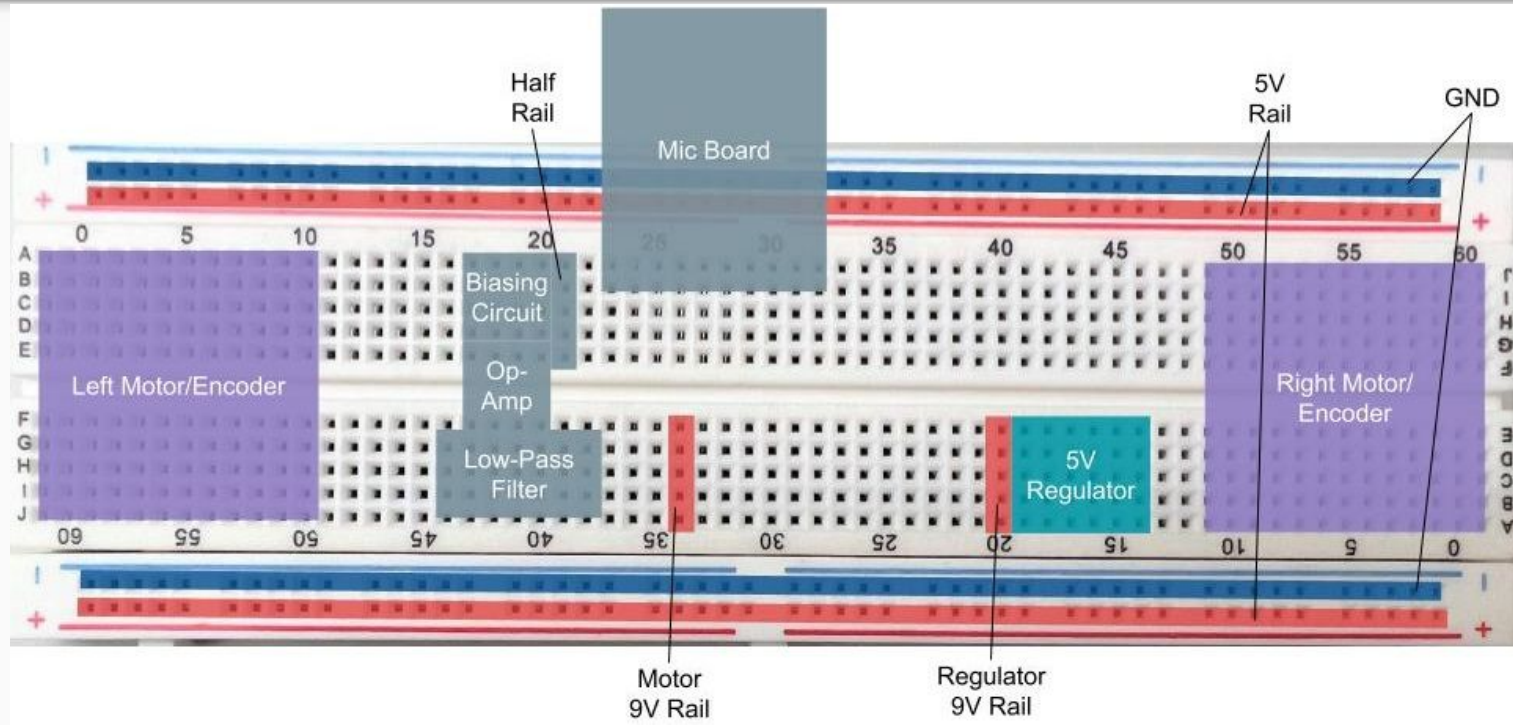 Half
Rail
5V
Rail
GND
Mic Board
0 5 10 15 20 25 30 35 40 45 50 55 60
A
B
C
D
E
J
I
H
G
F
Biasing
Circuit
Op-
Amp
Left Motor/Encoder
Right Motor/
Encoder
F
G
H
I
J
E
D
C
B
A
Low-Pass
Filter
5V
Regulator
60 55 50 45 40 35 30 25 20 15 10 5 0
Motor
9V Rail
Regulator
9V Rail